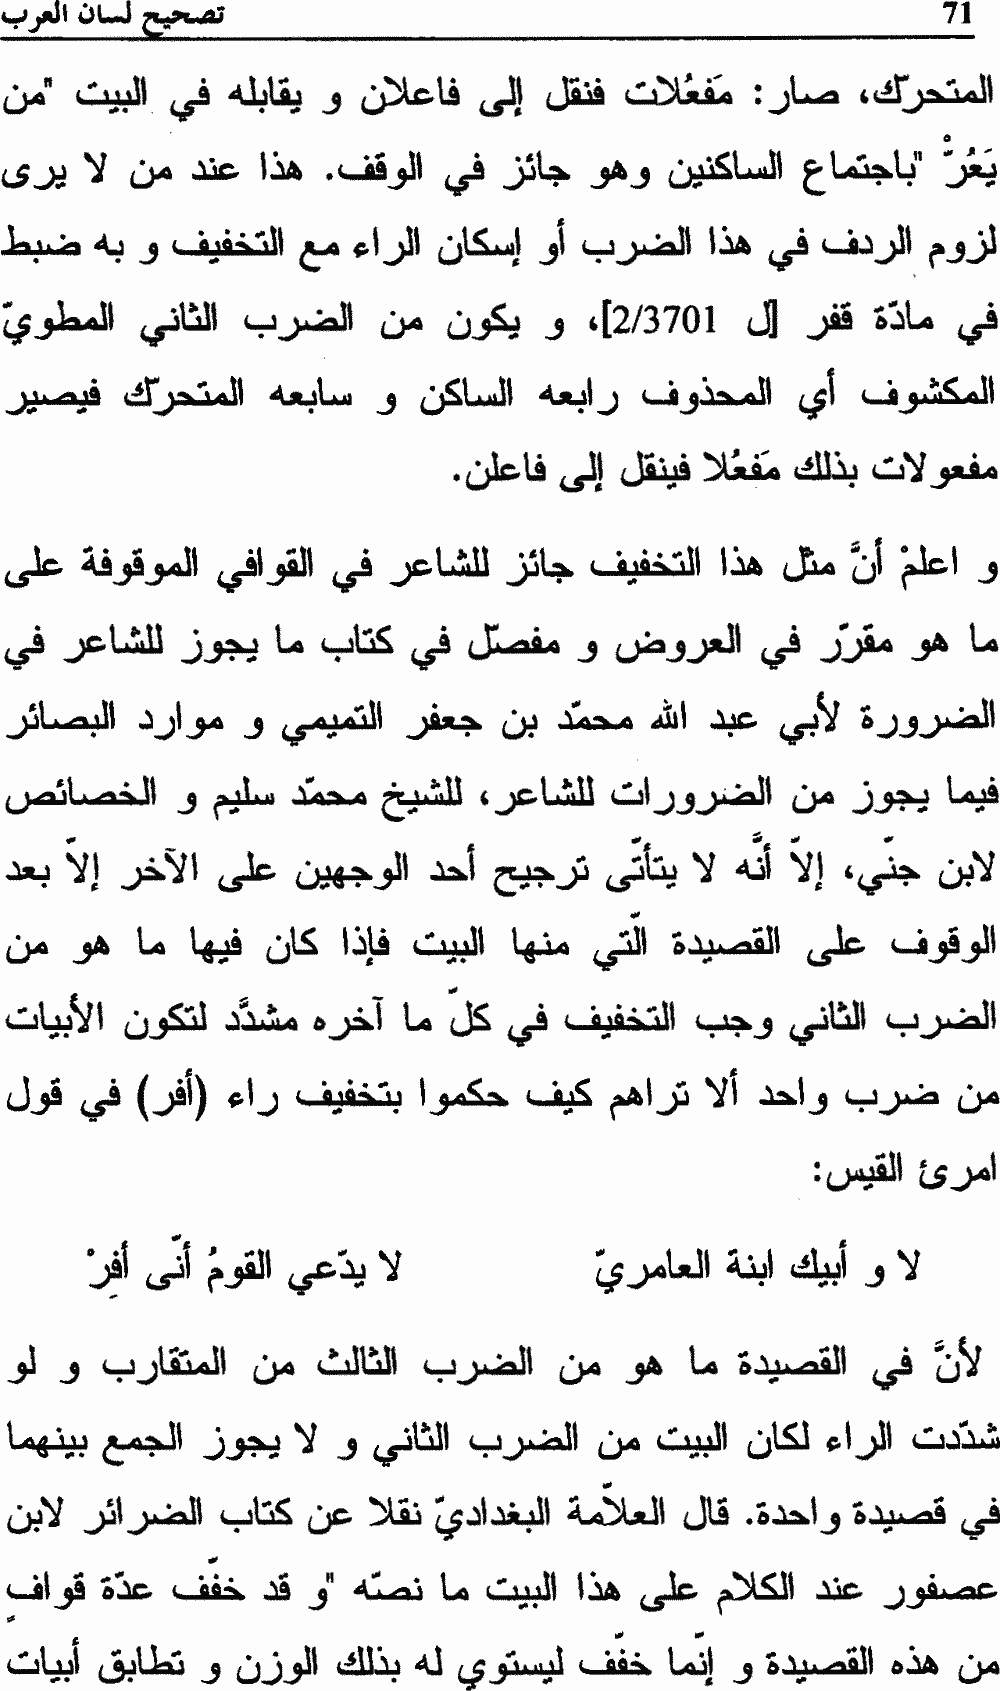 71 تصحيح لسان العرب
المتحرّك، صار: مَفعُلات فنقل إلى فاعلان و يقابله في البيت "من
يَعُرّْ "باجتماع الساكنين وهو جائز في الوقف. هذا عند من لا يرى
لزوم الردف في هذا الضرب أو إسكان الراء مع التخفيف و به ضبط
في مادّة قفر [ل 2/3701]، و يكون من الضرب الثاني المطويّ
المكشوف أي المحذوف رابعه الساكن و سابعه المتحرّك فيصير
مفعولات بذلك مَفعُلا فينقل إلى فاعلن.
و اعلمْ أنَّ مثل هذا التخفيف جائز للشاعر في القوافي الموقوفة على
ما هو مقرّر في العروض و مفصّل في كتاب ما يجوز للشاعر في
الضرورة لأبي عبد الله محمّد بن جعفر التميمي و موارد البصائر
فيما يجوز من الضرورات للشاعر، للشيخ محمّد سليم و الخصائص
لابن جنّي، إلاّ أنَّه لا يتأتّى ترجيح أحد الوجهين على الآخر إلاّ بعد
الوقوف على القصيدة الّتي منها البيت فإذا كان فيها ما هو من
الضرب الثاني وجب التخفيف في كلّ ما آخره مشدَّد لتكون الأبيات
من ضرب واحد ألا تراهم كيف حكموا بتخفيف راء (أفر) في قول
امرئ القيس:
لا و أبيك ابنة العامريّ لا يدّعي القومُ أنّى أفِرْ
لأنَّ في القصيدة ما هو من الضرب الثالث من المتقارب و لو
شدّدت الراء لكان البيت من الضرب الثاني و لا يجوز الجمع بينهما
في قصيدة واحدة. قال العلاّمة البغداديّ نقلا عن كتاب الضرائر لابن
عصفور عند الكلام على هذا البيت ما نصّه "و قد خفّف عدّة قوافٍ
من هذه القصيدة و إنّما خفّف ليستوي له بذلك الوزن و تطابق أبيات